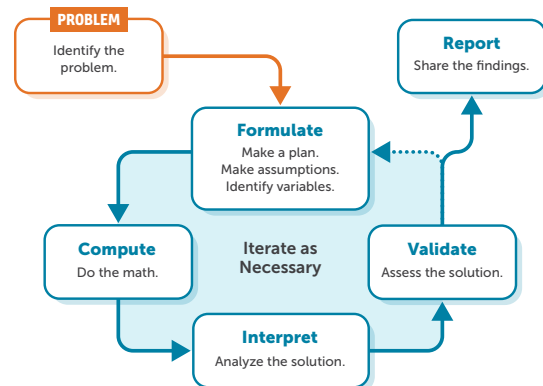 PROBLEM
Identify the
problem.
Report
Share the findings.
Formulate
Make a plan.
Make assumptions.
Identify variables.
Compute
Do the math.
Iterate as
Necessary
Validate
Assess the solution.
Interpret
Analyze the solution.